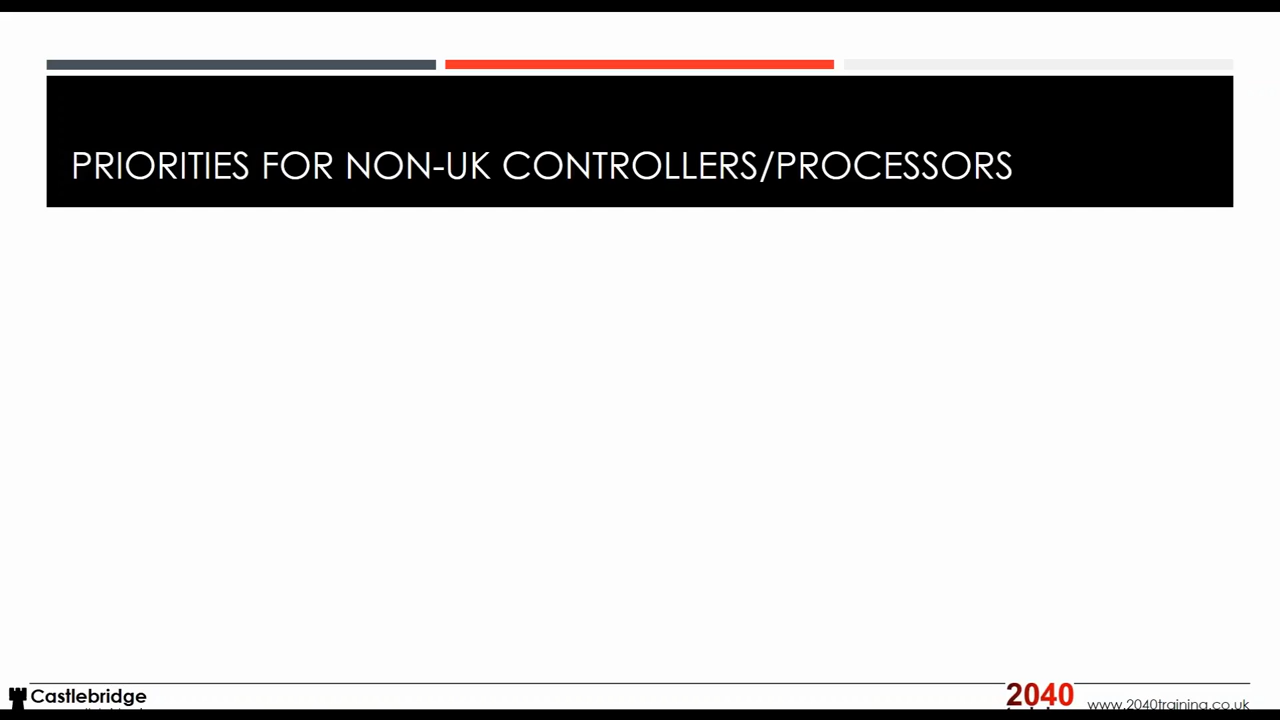 PRIORITIES FOR NON-UK CONTROLLERS/PROCESSORS
Castlebridge
2040
www.2040training.co.uk